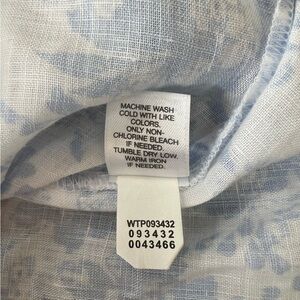 MACHINE WASH
COLD WITH LIKE
COLORS.
ONLY NON-
CHLORINE BLEACH
IF NEEDED.
TUMBLE DRY LOW.
WARM IRON
IF NEEDED.
WTP093432
093432
0043466